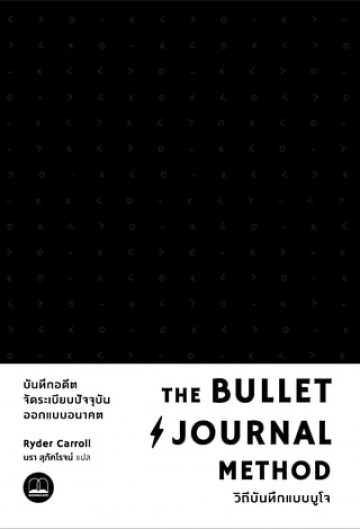 บันทึกอดีต
จัดระเบียบปัจจุบัน
ออกแบบอนาคต
Ryder Carroll
นรา สุภัคโรจน์ แปล
THE BULLET
JOURNAL
METHOD
วิถีบันทึกแบบบูโจ